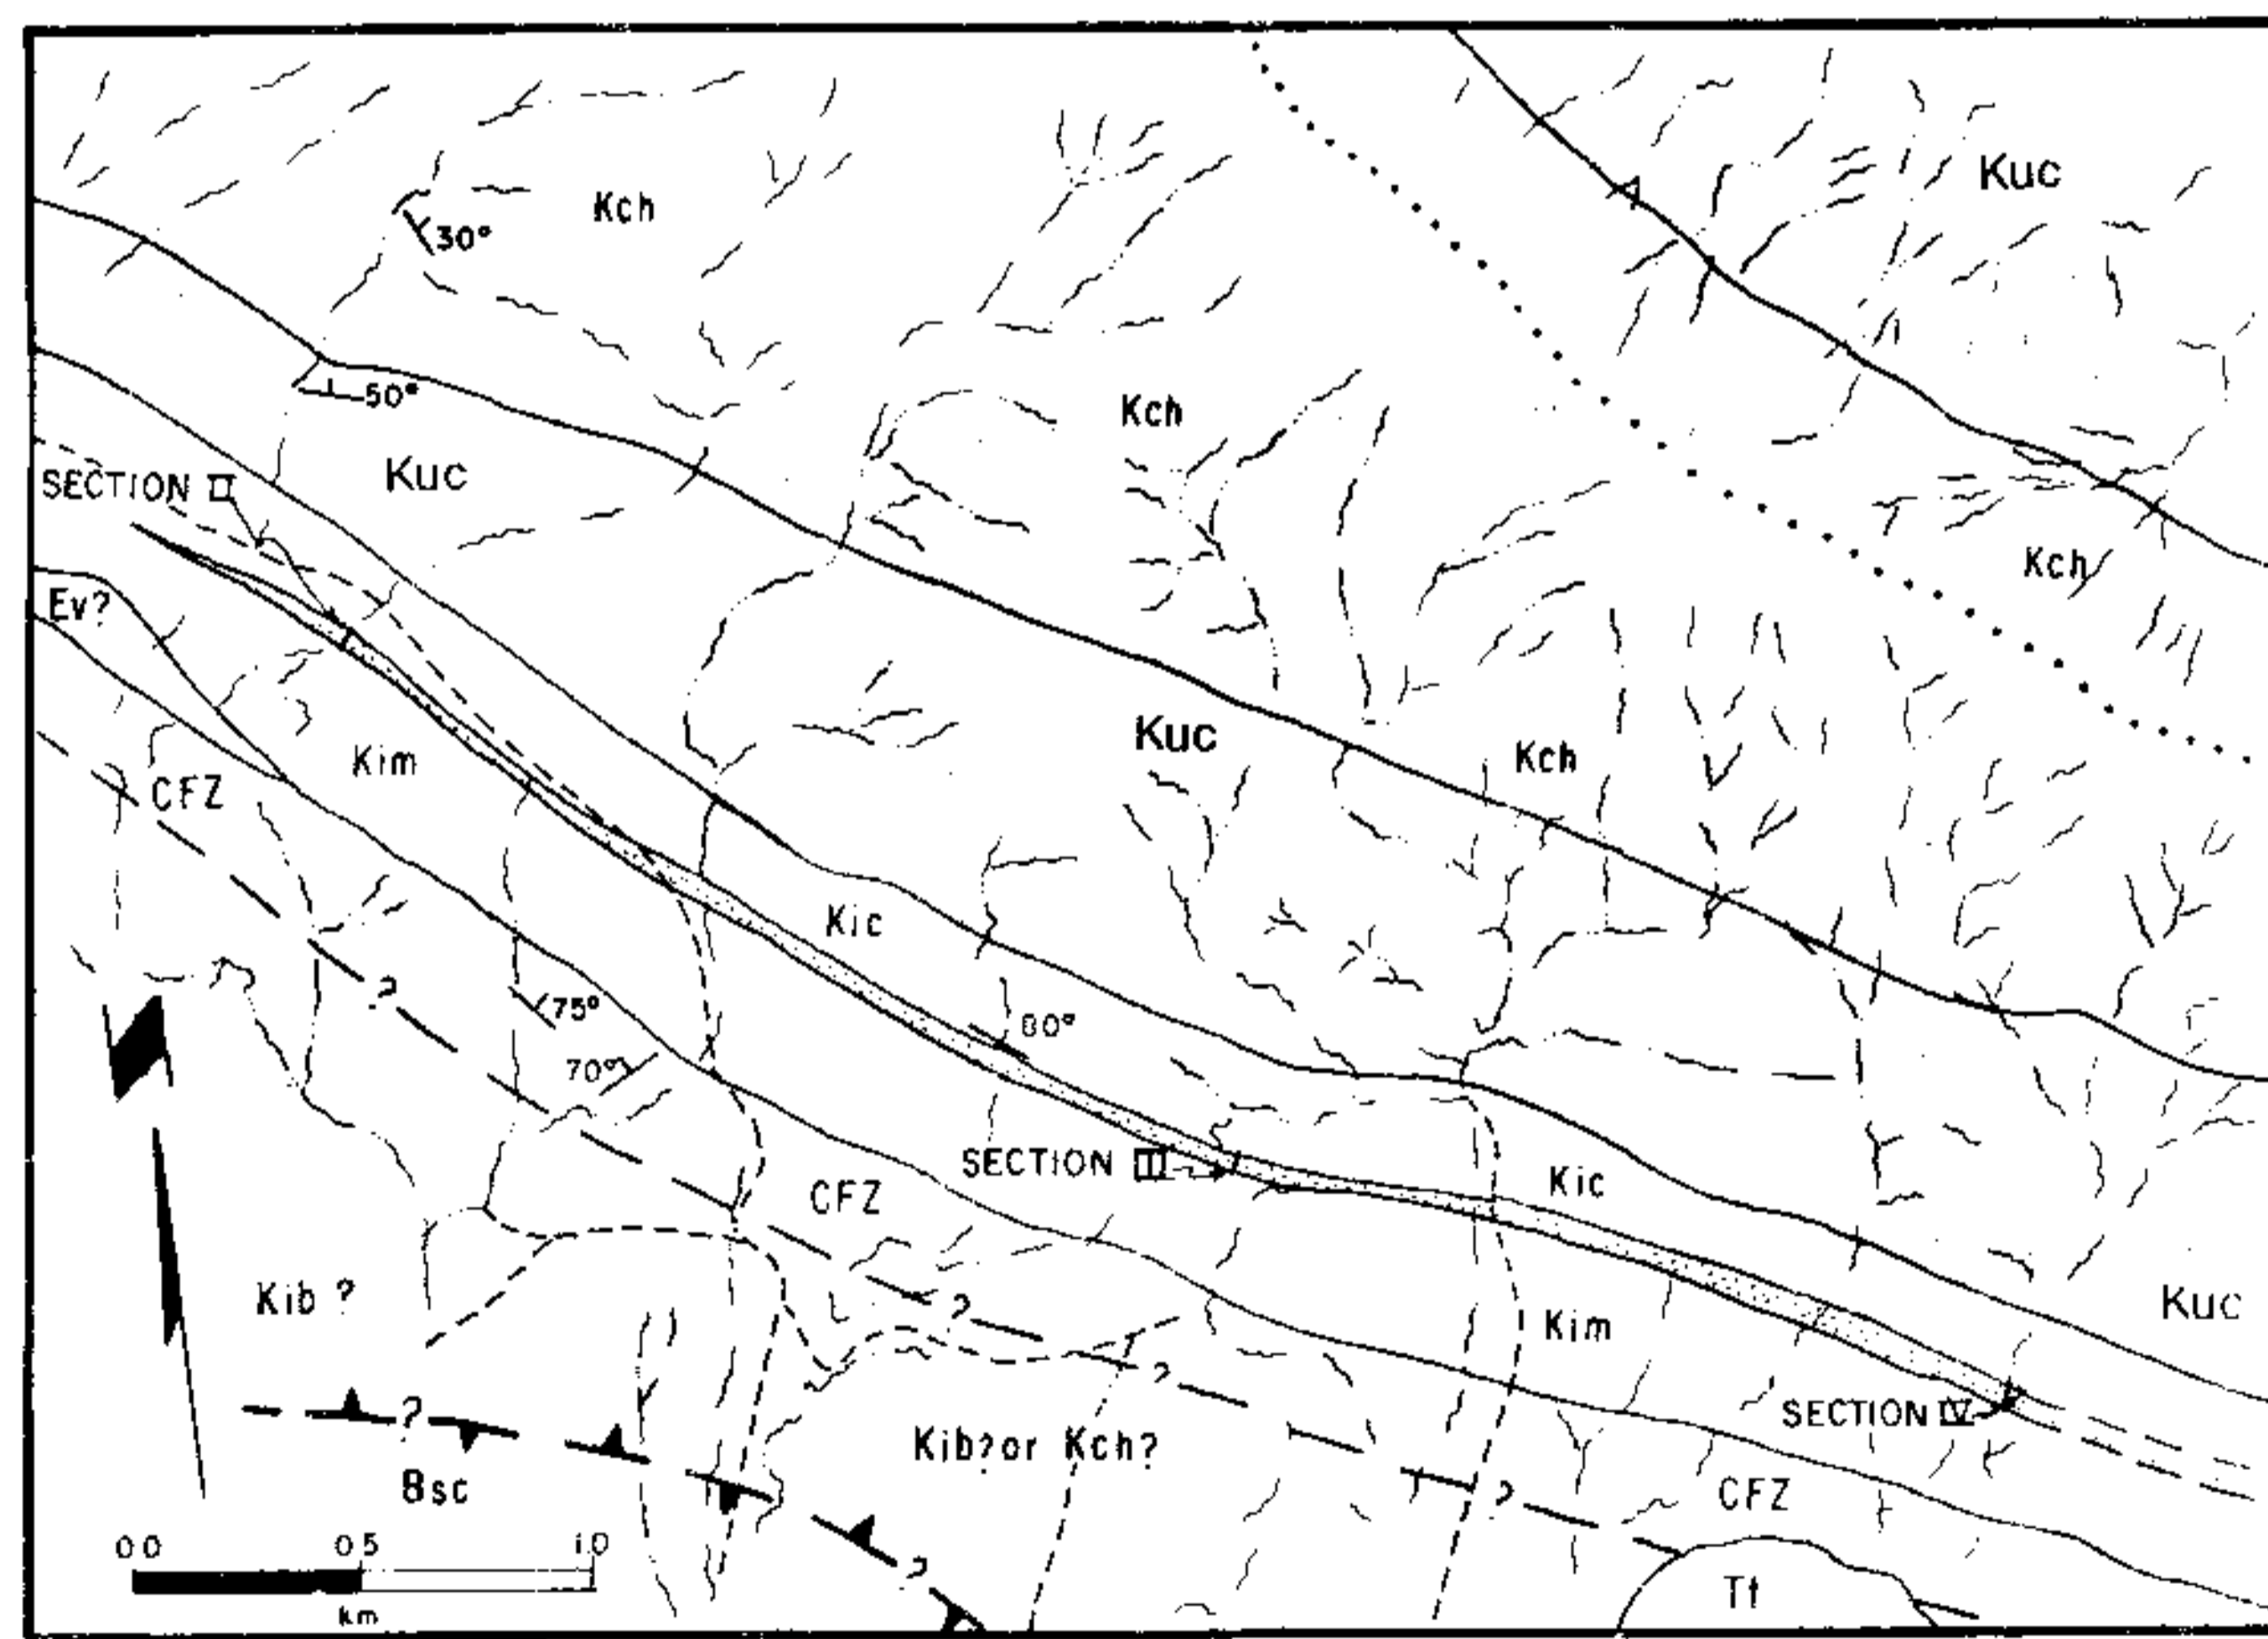 Kuc
Kch
30°
50°
Kch
Kuc
SECTION II
Kch
Ev?
Kuc
Kch
Kim
CFZ
Kic
?
75°
80°
70°
SECTION III
Kic
CFZ
Kib ?
?
Kuc
Kim
?
?
SECTION IV
Kib?or Kch?
Bsc
?
CFZ
0.0 0.5 1.0
?
Tt
km